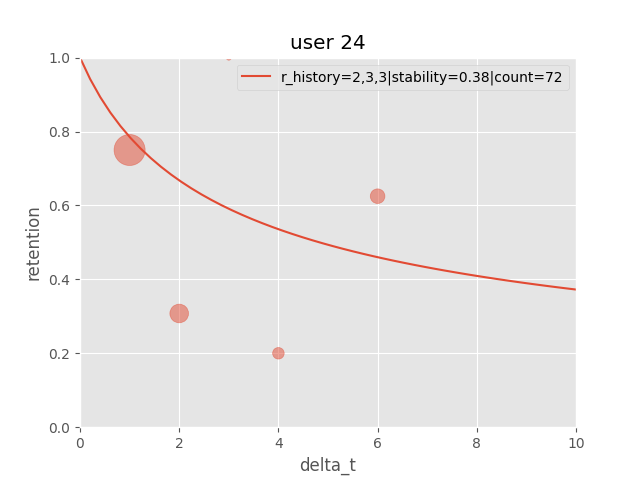 user 24
r_history=2,3,3|stability=0.38|count=72
1.0
0.8
0.6
0.4
0.2
0.0
retention
0 2 4 6 8 10
delta_t